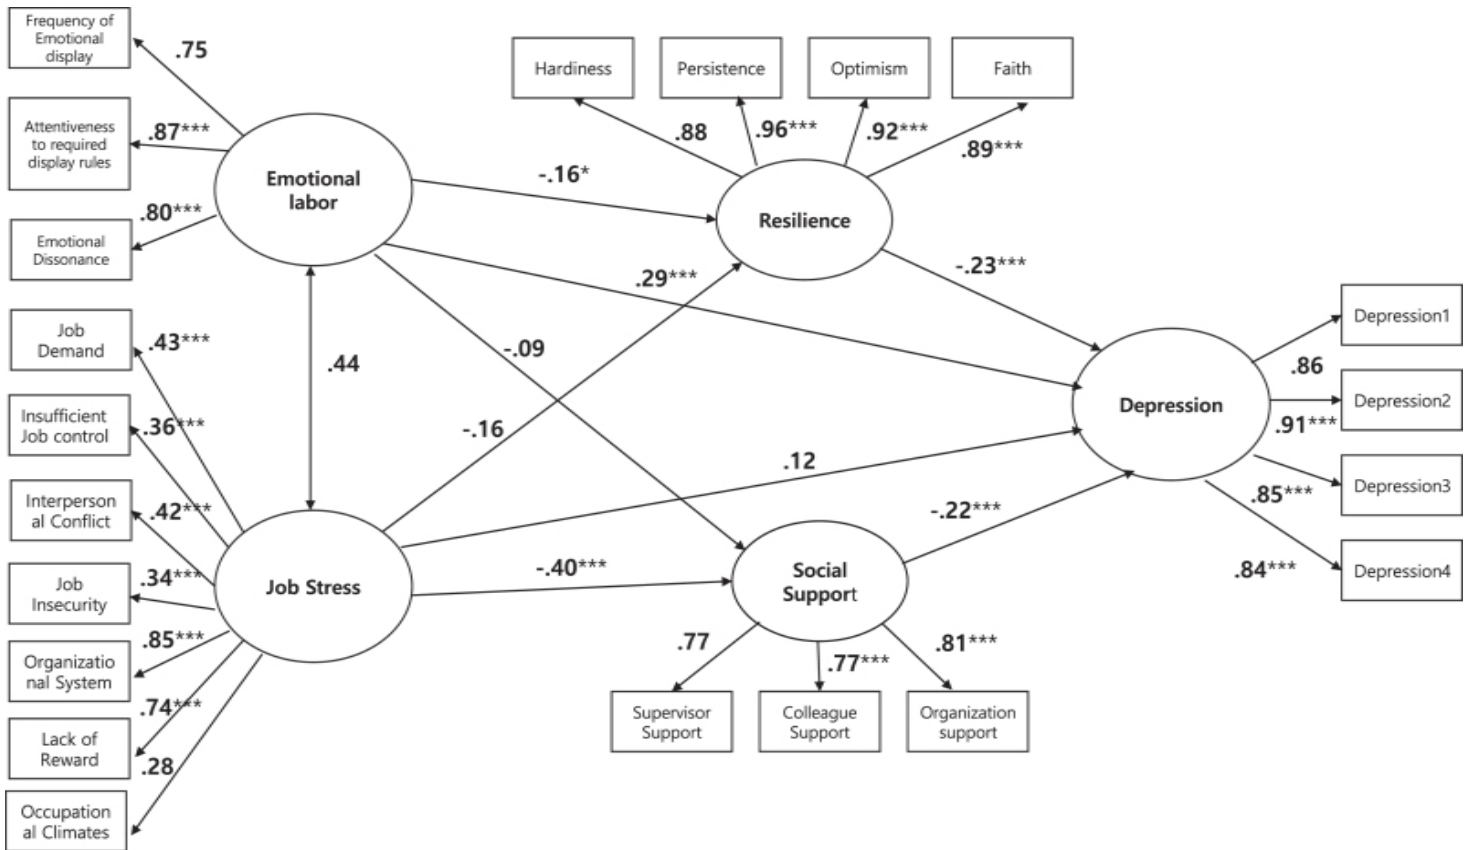 Frequency of
Emotional
display
.75
Attentiveness
to required
display rules
.87***
Emotional
Dissonance
.80***
Emotional
labor
Hardiness
Persistence
Optimism
Faith
.88
.96***
.92***
.89***
Resilience
-.16*
.29***
-.23***
-.09
.44
-.16
.12
-.40***
-.22***
Job
Demand
.43***
Insufficient
Job control
.36***
Interperson
al Conflict
.42***
Job
Insecurity
.34***
Organizatio
nal System
.85***
Lack of
Reward
.74***
Occupation
al Climates
.28
Job Stress
Social
Support
.77
.77***
.81***
Supervisor
Support
Colleague
Support
Organization
support
Depression
Depression1
.86
Depression2
.91***
Depression3
.85***
Depression4
.84***